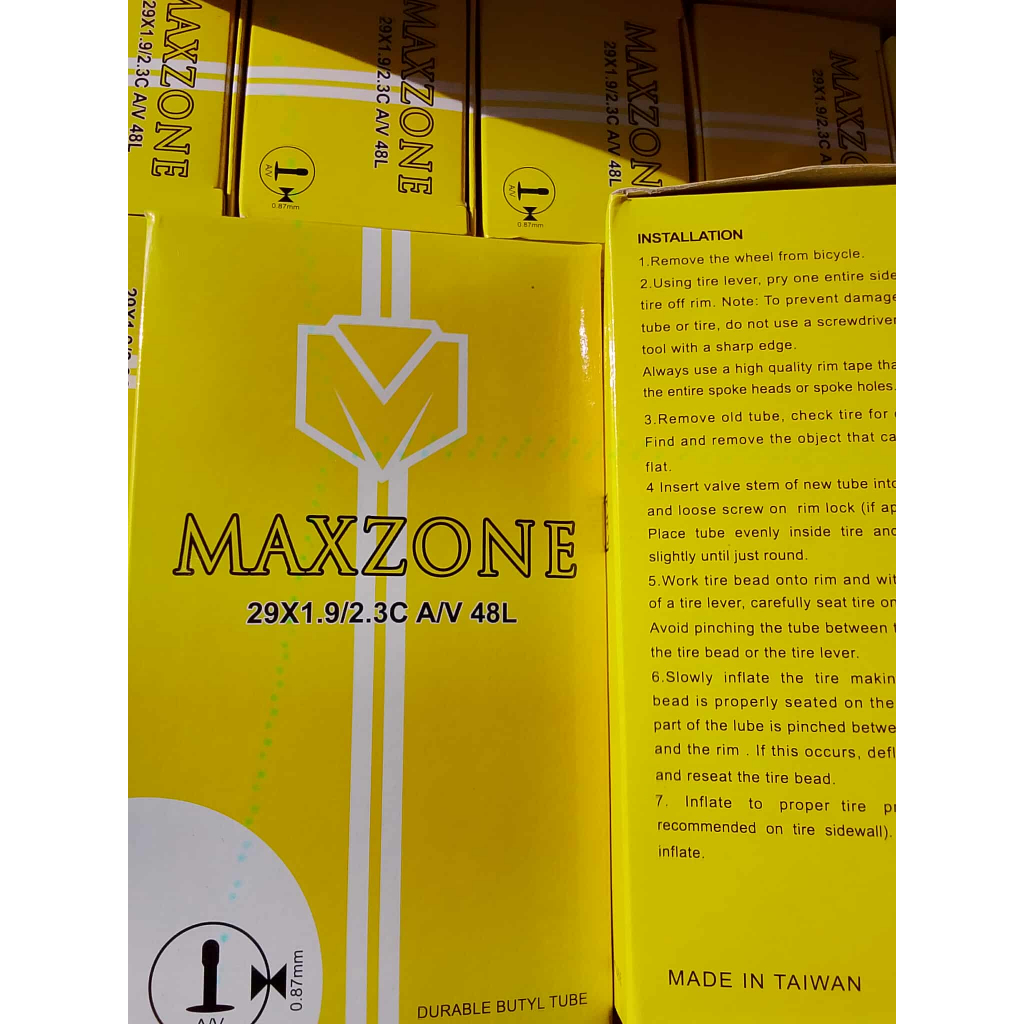 MAXZONE
29X1.9/2.3C A/V 48L
MAXZONE
29X1.9/2.3C A/V 48L
A/V
0.87mm
MAXZON
29X1.9/2.3C A/V 48L
A/V
0.87mm
MAXZO
29X1.9/2.3C A
MAXZONE
29X1.9/2.3C A/V 48L
A/V
0.87mm
DURABLE BUTYL TUBE
INSTALLATION
1.Remove the wheel from bicycle.
2.Using tire lever, pry one entire side
tire off rim. Note: To prevent damage
tube or tire, do not use a screwdriver
tool with a sharp edge.
Always use a high quality rim tape tha
the entire spoke heads or spoke holes.
3.Remove old tube, check tire for
Find and remove the object that ca
flat.
4 Insert valve stem of new tube into
and loose screw on rim lock (if ap
Place tube evenly inside tire and
slightly until just round.
5.Work tire bead onto rim and wit
of a tire lever, carefully seat tire on
Avoid pinching the tube between t
the tire bead or the tire lever.
6.Slowly inflate the tire makin
bead is properly seated on the
part of the lube is pinched betwe
and the rim . If this occurs, defl
and reseat the tire bead.
7. Inflate to proper tire pr
recommended on tire sidewall).
inflate.
MADE IN TAIWAN